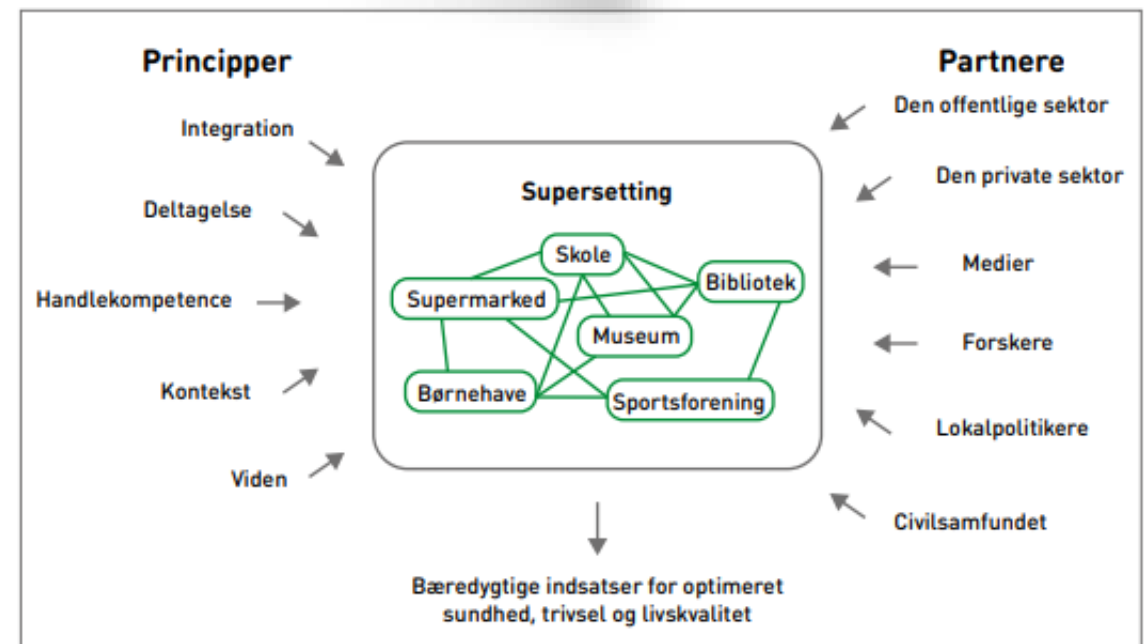 Principper
Partnere
Integration
Deltagelse
Handlekompetence
Kontekst
Viden
Supersetting
Skole
Supermarked
Bibliotek
Museum
Børnehave
Sportsforening
Den offentlige sektor
Den private sektor
Medier
Forskere
Lokalpolitikere
Civilsamfundet
Bæredygtige indsatser for optimeret
sundhed, trivsel og livskvalitet